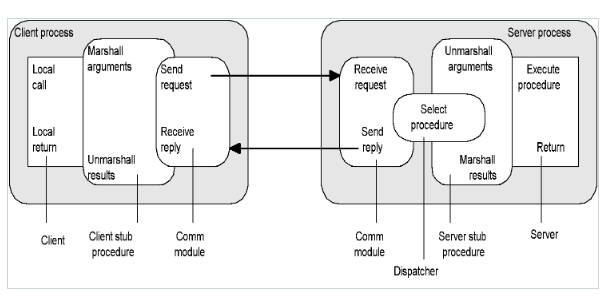 Client process
Server process
Marshall
arguments
Unmarshall
arguments
Local
call
Send
request
Receive
request
Execute
procedure
Select
procedure
Local
return
Receive
reply
Send
reply
Return
Unmarshall
results
Marshall
results
Client
Client stub
procedure
Comm
module
Comm
module
Server stub
procedure
Server
Dispatcher